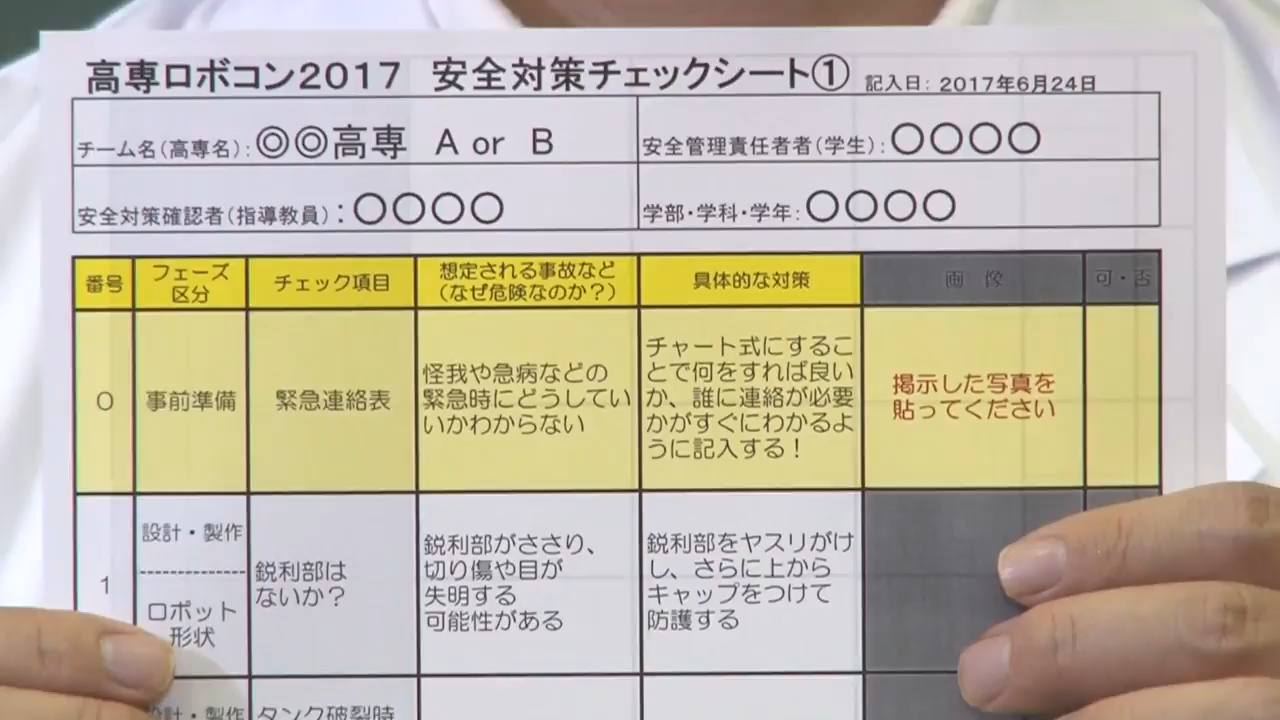 高専ロボコン2017 安全対策チェックシート① 記入日: 2017年6月24日
チーム名(高専名): ◎◎高専 A or B
安全管理責任者者(学生): 〇〇〇〇
安全対策確認者(指導教員): 〇〇〇〇
学部・学科・学年: 〇〇〇〇
番号
フェーズ
区分
チェック項目
想定される事故など
(なぜ危険なのか?)
具体的な対策
画 像
可・否
0
事前準備
緊急連絡表
怪我や急病などの
緊急時にどうしてい
いかわからない
チャート式にするこ
とで何をすれば良い
か、誰に連絡が必要
かがすぐにわかるよ
うに記入する!
掲示した写真を
貼ってください
1
設計・製作
ロボット
形状
鋭利部は
ないか?
鋭利部がささり、
切り傷や目が
失明する
可能性がある
鋭利部をヤスリがけ
し、さらに上から
キャップをつけて
防護する
設計・製作
タンク破裂時